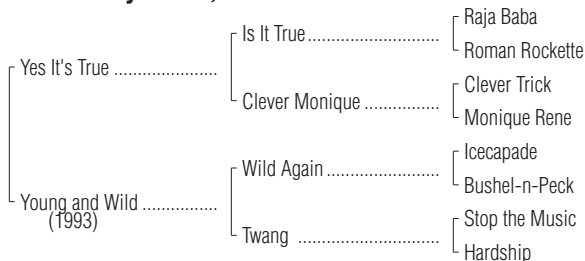 Is It True
Raja Baba
Roman Rockette
Yes It's True
Clever Monique
Clever Trick
Monique Rene
Wild Again
Icecapade
Bushel-n-Peck
Young and Wild
(1993)
Twang
Stop the Music
Hardship